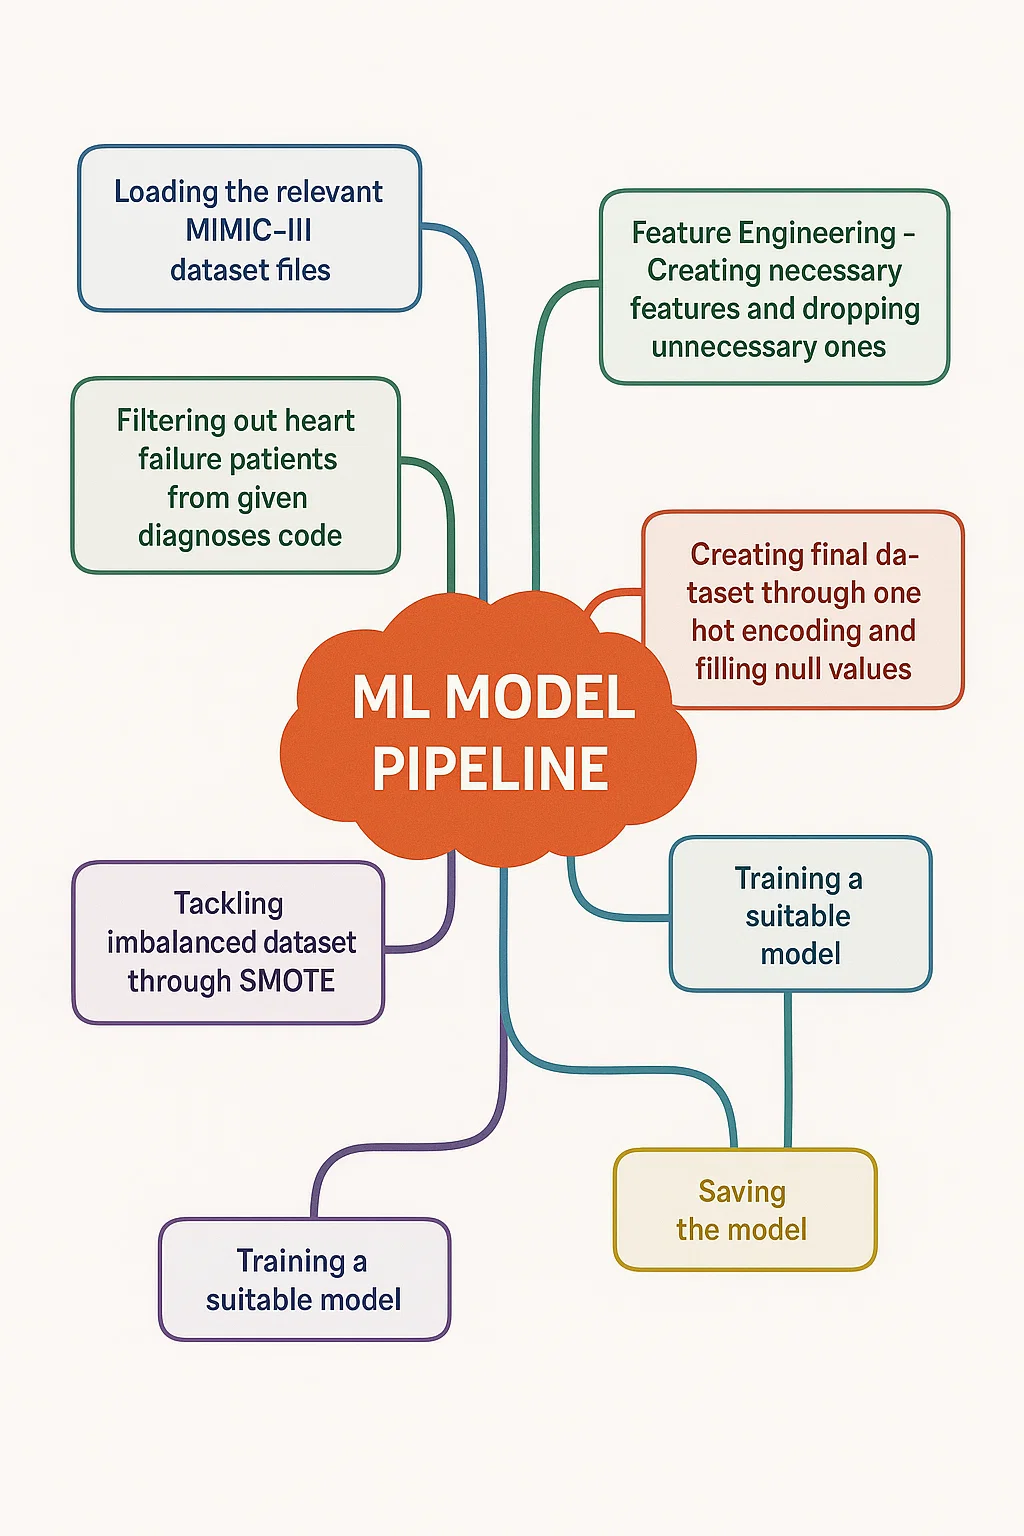 Loading the relevant
MIMIC-III
dataset files
Feature Engineering –
Creating necessary
features and dropping
unnecessary ones
Filtering out heart
failure patients
from given
diagnoses code
Creating final da-
taset through one
hot encoding and
filling null values
ML MODEL
PIPELINE
Tackling
imbalanced dataset
through SMOTE
Training a
suitable
model
Saving
the model
Training a
suitable model